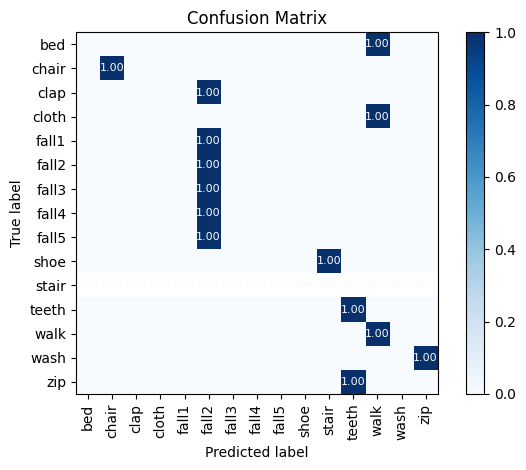 Confusion Matrix
True label
bed
chair
clap
cloth
fall1
fall2
fall3
fall4
fall5
shoe
stair
teeth
walk
wash
zip
1.00
1.00
1.00
1.00
1.00
1.00
1.00
1.00
1.00
1.00
1.00
1.00
1.00
1.00
bed
chair
clap
cloth
fall1
fall2
fall3
fall4
fall5
shoe
stair
teeth
walk
wash
zip
Predicted label
1.0
0.8
0.6
0.4
0.2
0.0